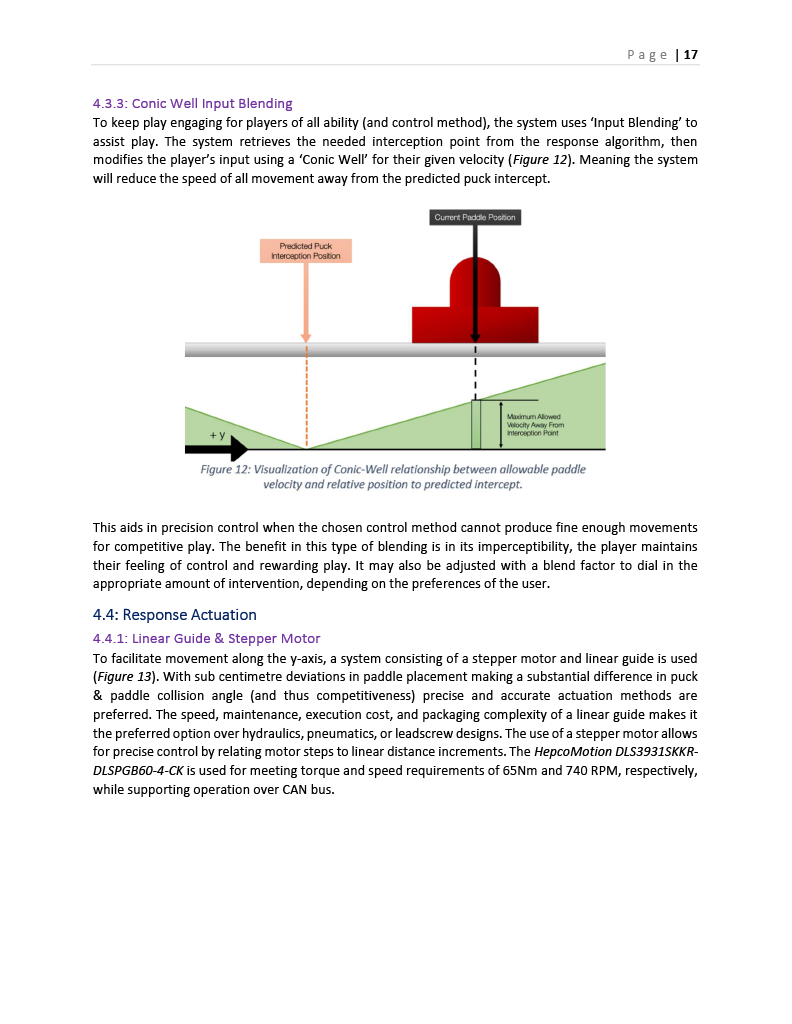 Page | 17
4.3.3: Conic Well Input Blending
To keep play engaging for players of all ability (and control method), the system uses ‘Input Blending’ to
assist play. The system retrieves the needed interception point from the response algorithm, then
modifies the player’s input using a ‘Conic Well’ for their given velocity (Figure 12). Meaning the system
will reduce the speed of all movement away from the predicted puck intercept.
Current Paddle Position
Predicted Puck
Interception Position
Maximum Allowed
Velocity Away From
Interception Point
+ y
Figure 12: Visualization of Conic-Well relationship between allowable paddle
velocity and relative position to predicted intercept.
This aids in precision control when the chosen control method cannot produce fine enough movements
for competitive play. The benefit in this type of blending is in its imperceptibility, the player maintains
their feeling of control and rewarding play. It may also be adjusted with a blend factor to dial in the
appropriate amount of intervention, depending on the preferences of the user.
4.4: Response Actuation
4.4.1: Linear Guide & Stepper Motor
To facilitate movement along the y-axis, a system consisting of a stepper motor and linear guide is used
(Figure 13). With sub centimetre deviations in paddle placement making a substantial difference in puck
& paddle collision angle (and thus competitiveness) precise and accurate actuation methods are
preferred. The speed, maintenance, execution cost, and packaging complexity of a linear guide makes it
the preferred option over hydraulics, pneumatics, or leadscrew designs. The use of a stepper motor allows
for precise control by relating motor steps to linear distance increments. The HepcoMotion DLS3931SKKR-
DLSPGB60-4-CK is used for meeting torque and speed requirements of 65Nm and 740 RPM, respectively,
while supporting operation over CAN bus.